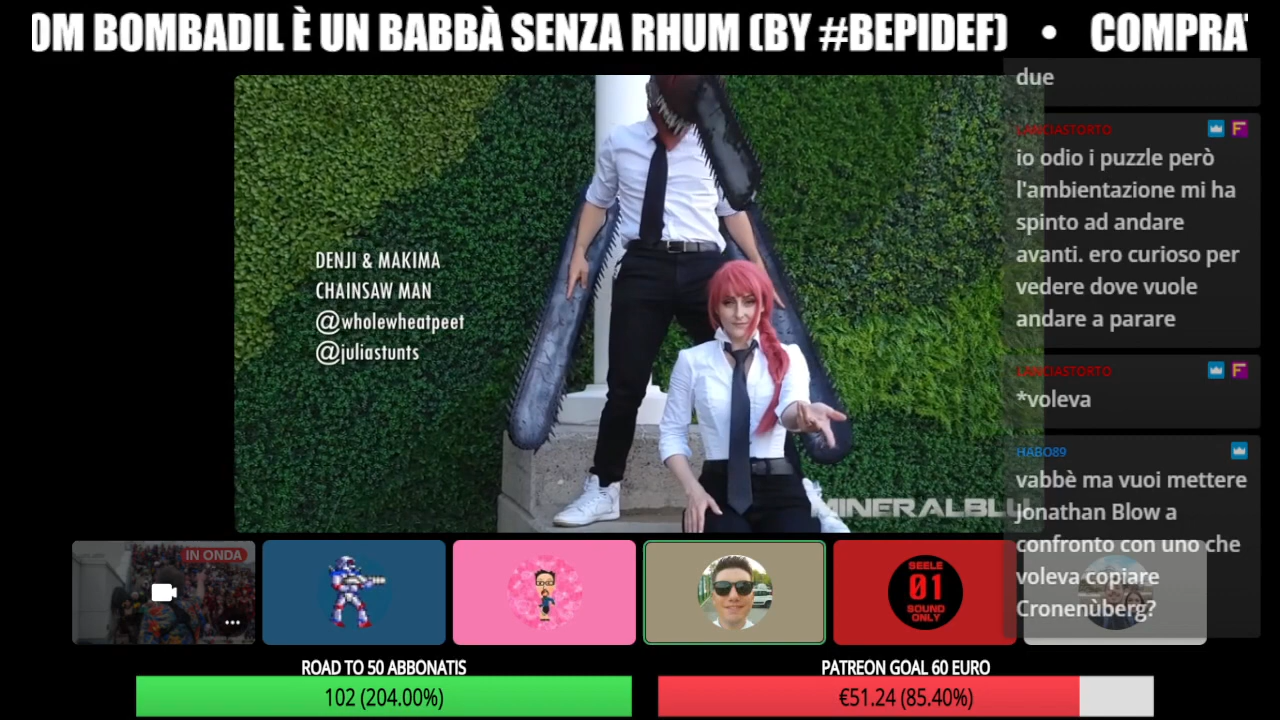 OM BOMBADIL È UN BABBÀ SENZA RHUM (BY #BEPIDEF) • COMPRA
due
LANCIASTORTO
io odio i puzzle però
l'ambientazione mi ha
spinto ad andare
avanti. ero curioso per
vedere dove vuole
andare a parare
DENJI & MAKIMA
CHAINSAW MAN
@wholewheatpeet
@juliastunts
LANCIASTORTO
*voleva
HABO89
vabbè ma vuoi mettere
Jonathan Blow a
confronto con uno che
voleva copiare
Cronenùberg?
MINERALBLU
IN ONDA
SEELE
01
SOUND
ONLY
ROAD TO 50 ABBONATIS
102 (204.00%)
PATREON GOAL 60 EURO
€51.24 (85.40%)